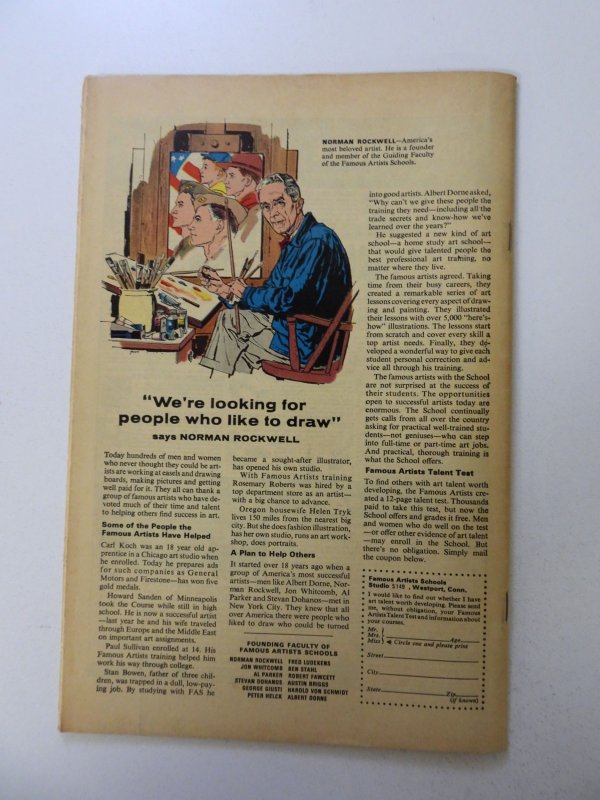 NORMAN ROCKWELL—America's
most beloved artist. He is a founder
and member of the Guiding Faculty
of the Famous Artists Schools.
"We're looking for
people who like to draw"
says NORMAN ROCKWELL
Today hundreds of men and women
who never thought they could be art-
ists are working at easels and drawing
boards, making pictures and getting
well paid for it. They all can thank a
group of famous artists who have de-
voted much of their time and talent
to helping others find success in art.
Some of the People the
Famous Artists Have Helped
Carl Koch was an 18 year old ap-
prentice in a Chicago art studio when
he enrolled. Today he prepares ads
for such companies as General
Motors and Firestone—has won five
gold medals.
Howard Sanden of Minneapolis
took the Course while still in high
school. He is now a successful artist
—last year he and his wife traveled
through Europe and the Middle East
on important art assignments.
Paul Sullivan enrolled at 14. His
Famous Artists training helped him
work his way through college.
Stan Bowen, father of three chil-
dren, was trapped in a dull, low-pay-
ing job. By studying with FAS he
became a sought-after illustrator,
has opened his own studio.
With Famous Artists training
Rosemary Roberts was hired by a
top department store as an artist—
with a big chance to advance.
Oregon housewife Helen Tryk
lives 150 miles from the nearest big
city. But she does fashion illustration,
has her own studio, runs an art work-
shop, does portraits.
A Plan to Help Others
It started over 18 years ago when a
group of America's most successful
artists—men like Albert Dorne, Nor-
man Rockwell, Jon Whitcomb, Al
Parker and Stevan Dohanos—met in
New York City. They knew that all
over America there were people who
liked to draw who could be turned
FOUNDING FACULTY OF
FAMOUS ARTISTS SCHOOLS
NORMAN ROCKWELL FRED LUDEKENS
JON WHITCOMB BEN STAHL
AL PARKER ROBERT FAWCETT
STEVAN DOHANOS AUSTIN BRIGGS
GEORGE GIUSTI HAROLD VON SCHMIDT
PETER HELCK ALBERT DORNE
into good artists. Albert Dorne asked,
"Why can't we give these people the
training they need—including all the
trade secrets and know-how we've
learned over the years?"
He suggested a new kind of art
school—a home study art school—
that would give talented people the
best professional art training, no
matter where they live.
The famous artists agreed. Taking
time from their busy careers, they
created a remarkable series of art
lessons covering every aspect of draw-
ing and painting. They illustrated
their lessons with over 5,000 "here's-
how" illustrations. The lessons start
from scratch and cover every skill a
top artist needs. Finally, they de-
veloped a wonderful way to give each
student personal correction and ad-
vice all through his training.
The famous artists with the School
are not surprised at the success of
their students. The opportunities
open to successful artists today are
enormous. The School continually
gets calls from all over the country
asking for practical well-trained stu-
dents—not geniuses—who can step
into full-time or part-time art jobs.
And practical, thorough training is
what the School offers.
Famous Artists Talent Test
To find others with art talent worth
developing, the Famous Artists cre-
ated a 12-page talent test. Thousands
paid to take this test, but now the
School offers and grades it free. Men
and women who do well on the test
—or offer other evidence of art talent
—may enroll in the School. But
there's no obligation. Simply mail
the coupon below.
Famous Artists Schools
Studio 5149, Westport, Conn.
I would like to find out whether I have
art talent worth developing. Please send
me, without obligation, your Famous
Artists Talent Test and information about
your courses.
Mr.
Mrs. Age
Miss Circle one and please print
Street
City
State Zip
(if known)